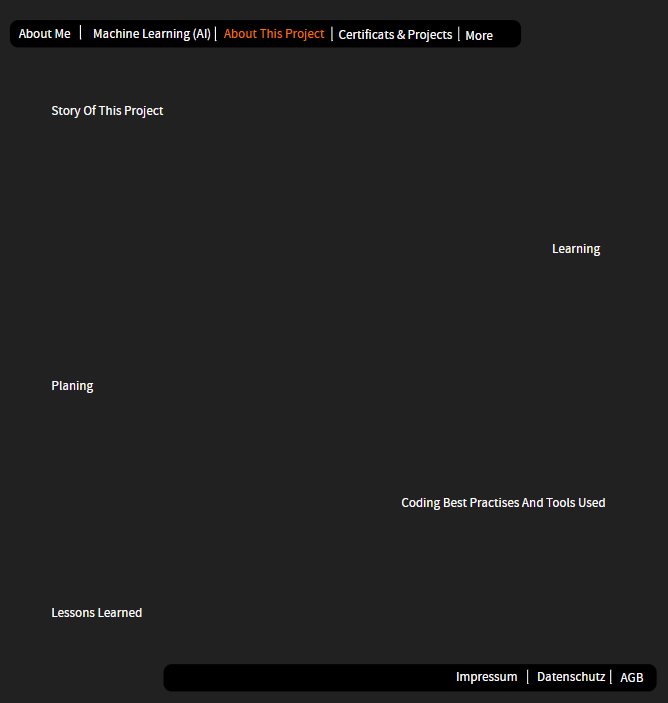 About Me | Machine Learning (AI) | About This Project | Certificats & Projects | More
Story Of This Project
Learning
Planing
Coding Best Practises And Tools Used
Lessons Learned
Impressum | Datenschutz | AGB